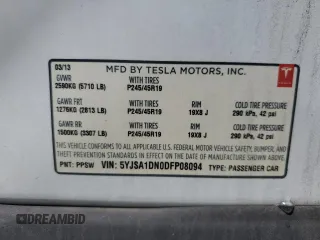 03/13
MFD BY TESLA MOTORS, INC.
TESLA
GVWR
2590KG (5710 LB)
WITH TIRES
P245/45R19
GAWR FRT
1276KG (2813 LB)
WITH TIRES
P245/45R19
RIM
19X8 J
COLD TIRE PRESSURE
290 kPa, 42 psi
GAWR RR
1500KG (3307 LB)
WITH TIRES
P245/45R19
RIM
19X8 J
COLD TIRE PRESSURE
290 kPa, 42 psi
THIS VEHICLE CONFORMS TO ALL APPLICABLE U.S. FEDERAL MOTOR VEHICLE SAFETY,
BUMPER, AND THEFT PREVENTION STANDARDS IN EFFECT ON THE DATE OF MANUFACTURE SHOWN ABOVE.
PNT: PPSW
VIN: 5YJSA1DN0DFP08094
TYPE: PASSENGER CAR
DREAMBID
DreamBid.com